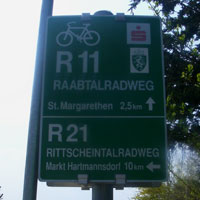 R 11
RAABTALRADWEG
St. Margarethen 2,5 km ↑
R 21
RITTSCHEINTALRADWEG
Markt Hartmannsdorf 10 km ←